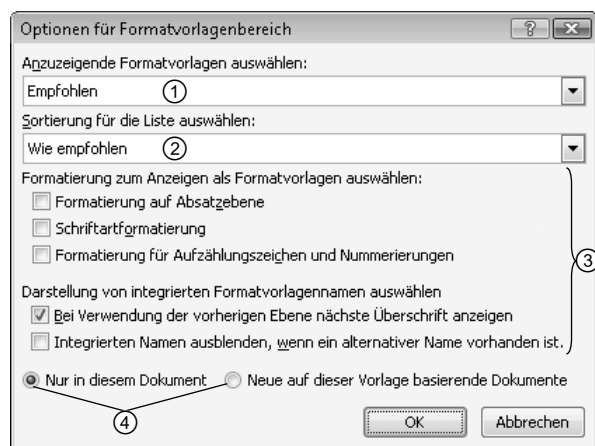 Optionen für Formatvorlagenbereich
Anzuzeigende Formatvorlagen auswählen:
Empfohlen 1
Sortierung für die Liste auswählen:
Wie empfohlen 2
Formatierung zum Anzeigen als Formatvorlagen auswählen:
Formatierung auf Absatzebene
Schriftartformatierung
Formatierung für Aufzählungszeichen und Nummerierungen
3
Darstellung von integrierten Formatvorlagennamen auswählen
Bei Verwendung der vorherigen Ebene nächste Überschrift anzeigen
Integrierten Namen ausblenden, wenn ein alternativer Name vorhanden ist.
Nur in diesem Dokument Neue auf dieser Vorlage basierende Dokumente
4
OK Abbrechen